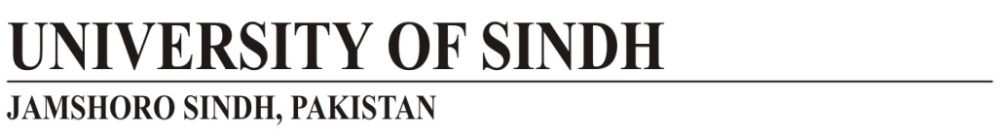 UNIVERSITY OF SINDH
JAMSHORO SINDH, PAKISTAN